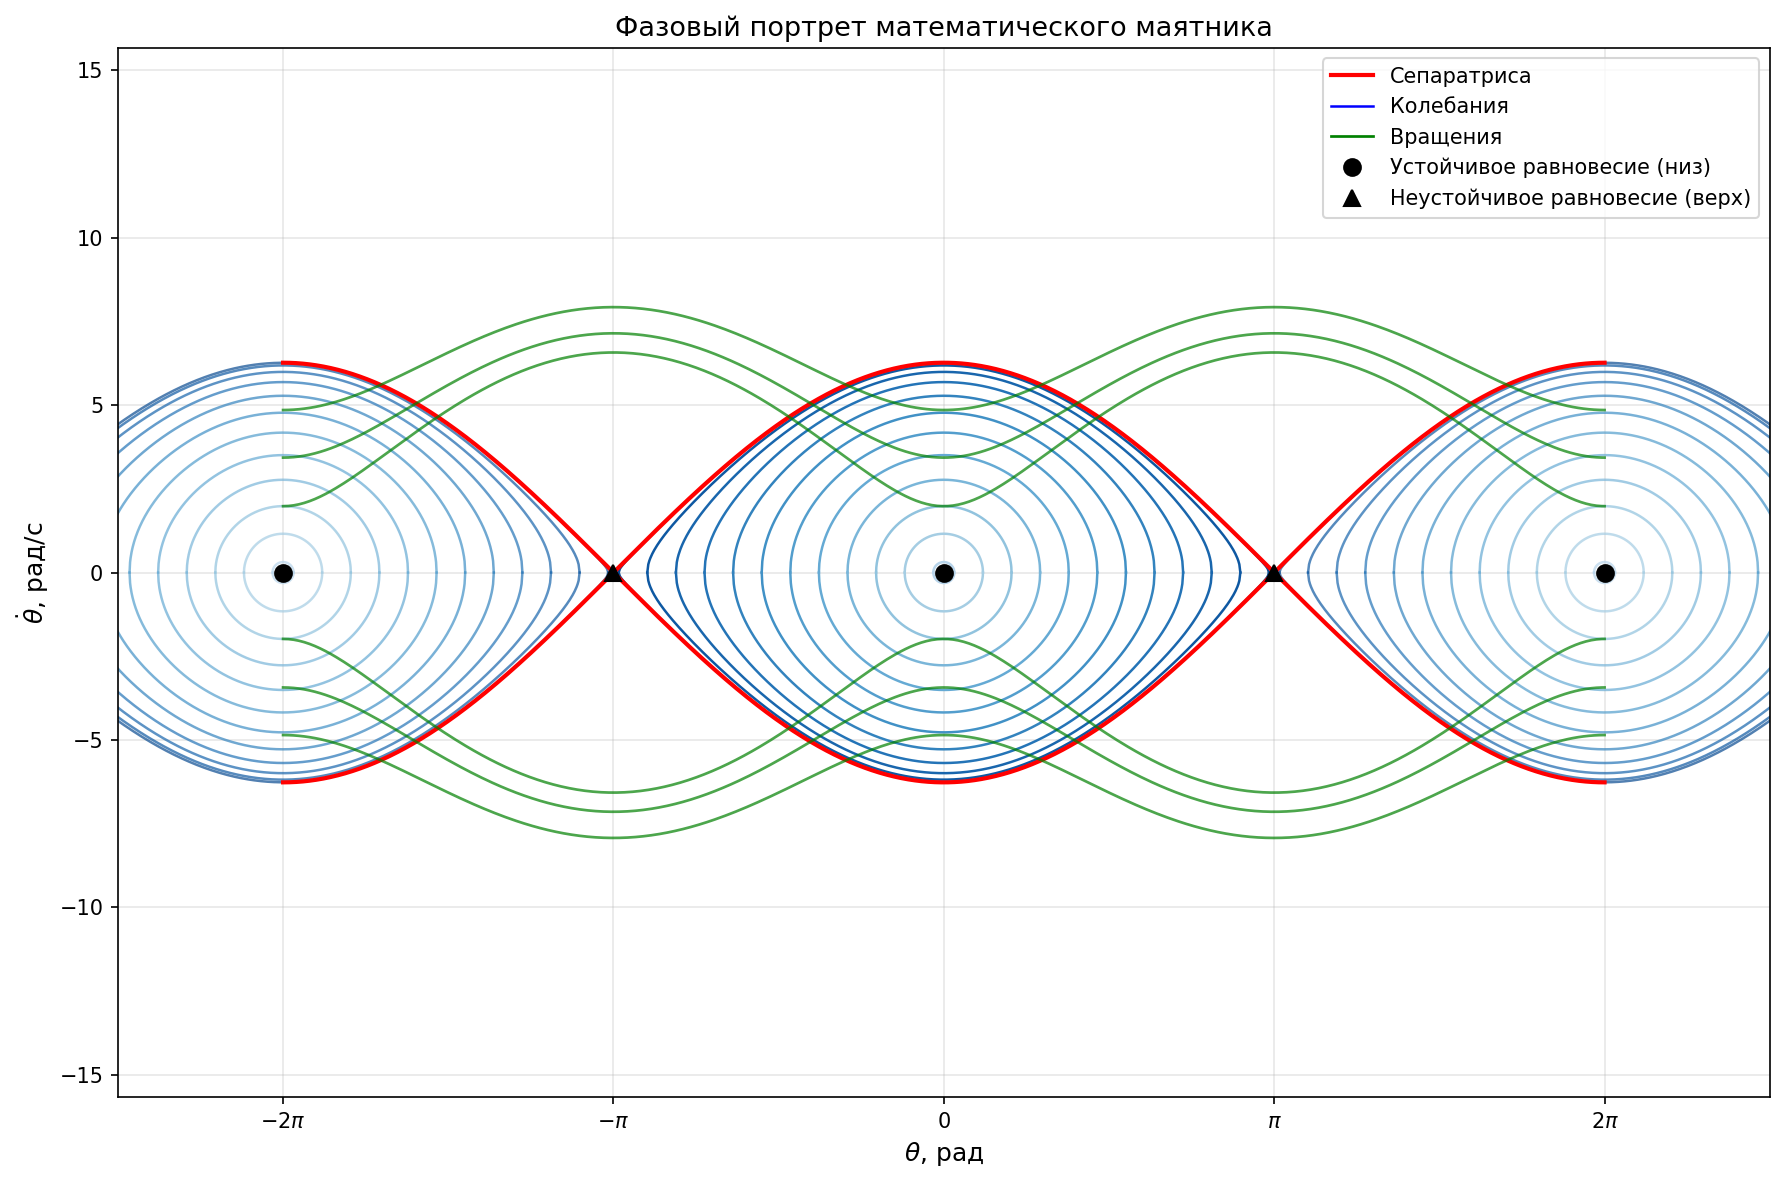 Фазовый портрет математического маятника
Сепаратриса
Колебания
Вращения
Устойчивое равновесие (низ)
Неустойчивое равновесие (верх)
15
10
5
0
−5
−10
−15
θ̇, рад/с
−2π
−π
0
π
2π
θ, рад